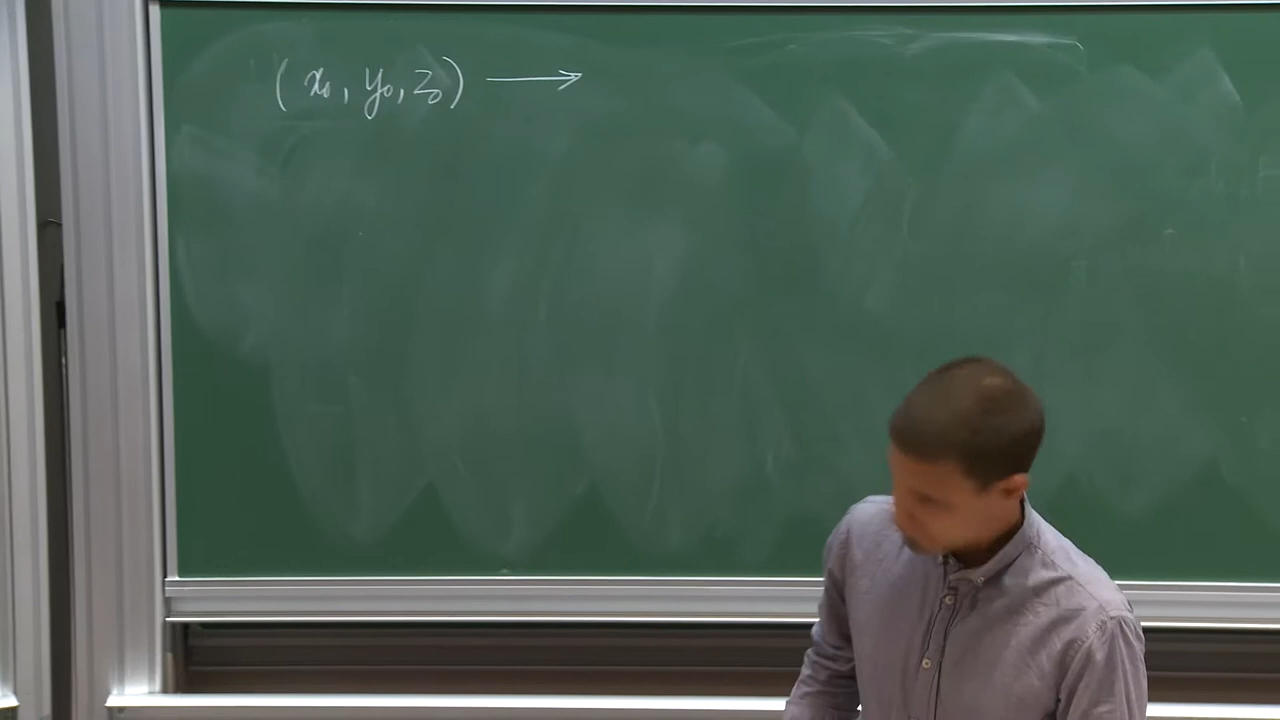 (x₀, y₀, z₀) ⟶